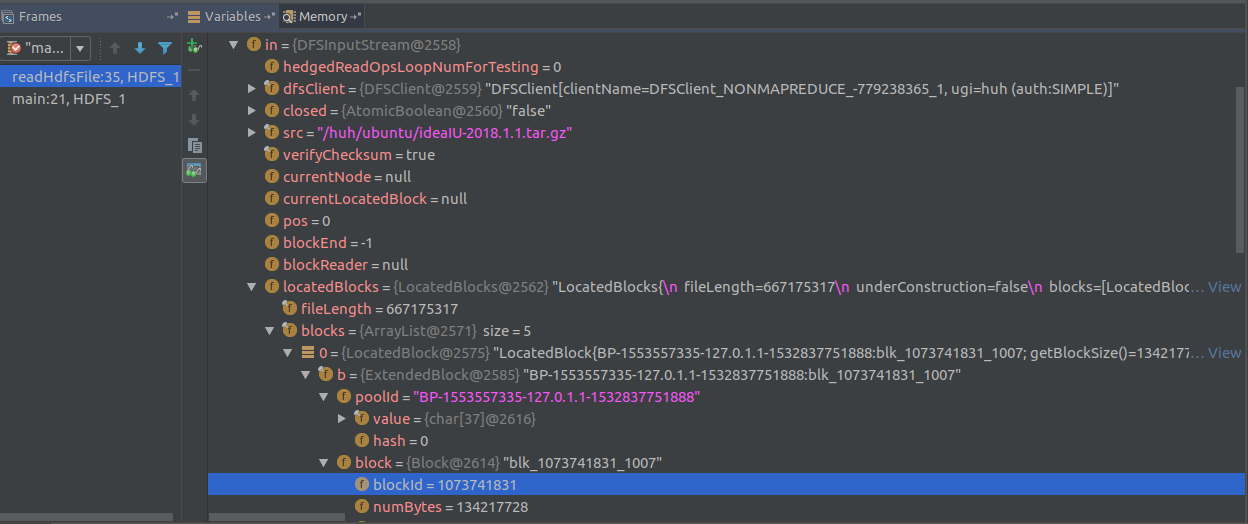 Frames
Variables
Memory
"ma...
readHdfsFile:35, HDFS_1
main:21, HDFS_1
in = {DFSInputStream@2558}
hedgedReadOpsLoopNumForTesting = 0
dfsClient = {DFSClient@2559} "DFSClient[clientName=DFSClient_NONMAPREDUCE_-779238365_1, ugi=huh (auth:SIMPLE)]"
closed = {AtomicBoolean@2560} "false"
src = "/huh/ubuntu/ideaIU-2018.1.1.tar.gz"
verifyChecksum = true
currentNode = null
currentLocatedBlock = null
pos = 0
blockEnd = -1
blockReader = null
locatedBlocks = {LocatedBlocks@2562} "LocatedBlocks{\n fileLength=667175317\n underConstruction=false\n blocks=[LocatedBloc... View
fileLength = 667175317
blocks = {ArrayList@2571} size = 5
0 = {LocatedBlock@2575} "LocatedBlock{BP-1553557335-127.0.1.1-1532837751888:blk_1073741831_1007; getBlockSize()=1342177... View
b = {ExtendedBlock@2585} "BP-1553557335-127.0.1.1-1532837751888:blk_1073741831_1007"
poolId = "BP-1553557335-127.0.1.1-1532837751888"
value = {char[37]@2616}
hash = 0
block = {Block@2614} "blk_1073741831_1007"
blockId = 1073741831
numBytes = 134217728